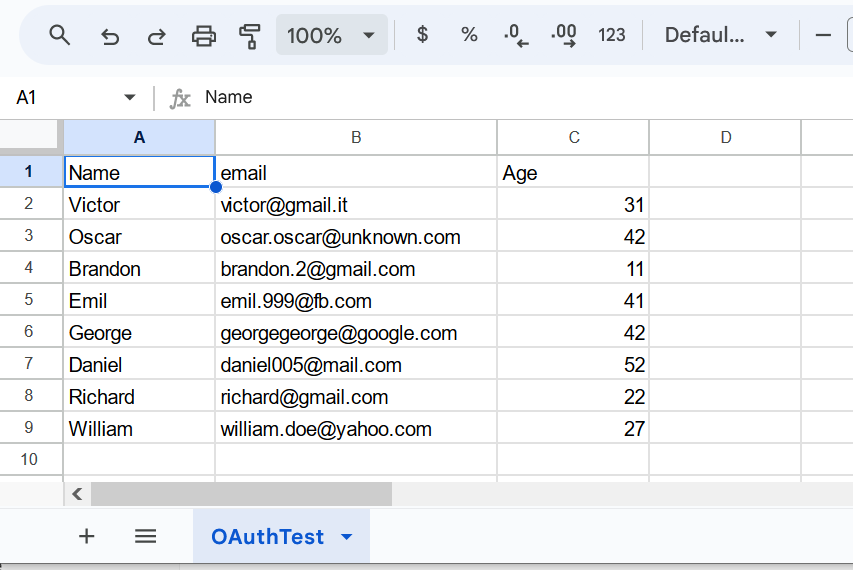 100% $ % .0 .00 123 Defaul...
A1 fx Name
A B C D
1 Name email Age
2 Victor victor@gmail.it 31
3 Oscar oscar.oscar@unknown.com 42
4 Brandon brandon.2@gmail.com 11
5 Emil emil.999@fb.com 41
6 George georgegeorge@google.com 42
7 Daniel daniel005@mail.com 52
8 Richard richard@gmail.com 22
9 William william.doe@yahoo.com 27
10
OAuthTest